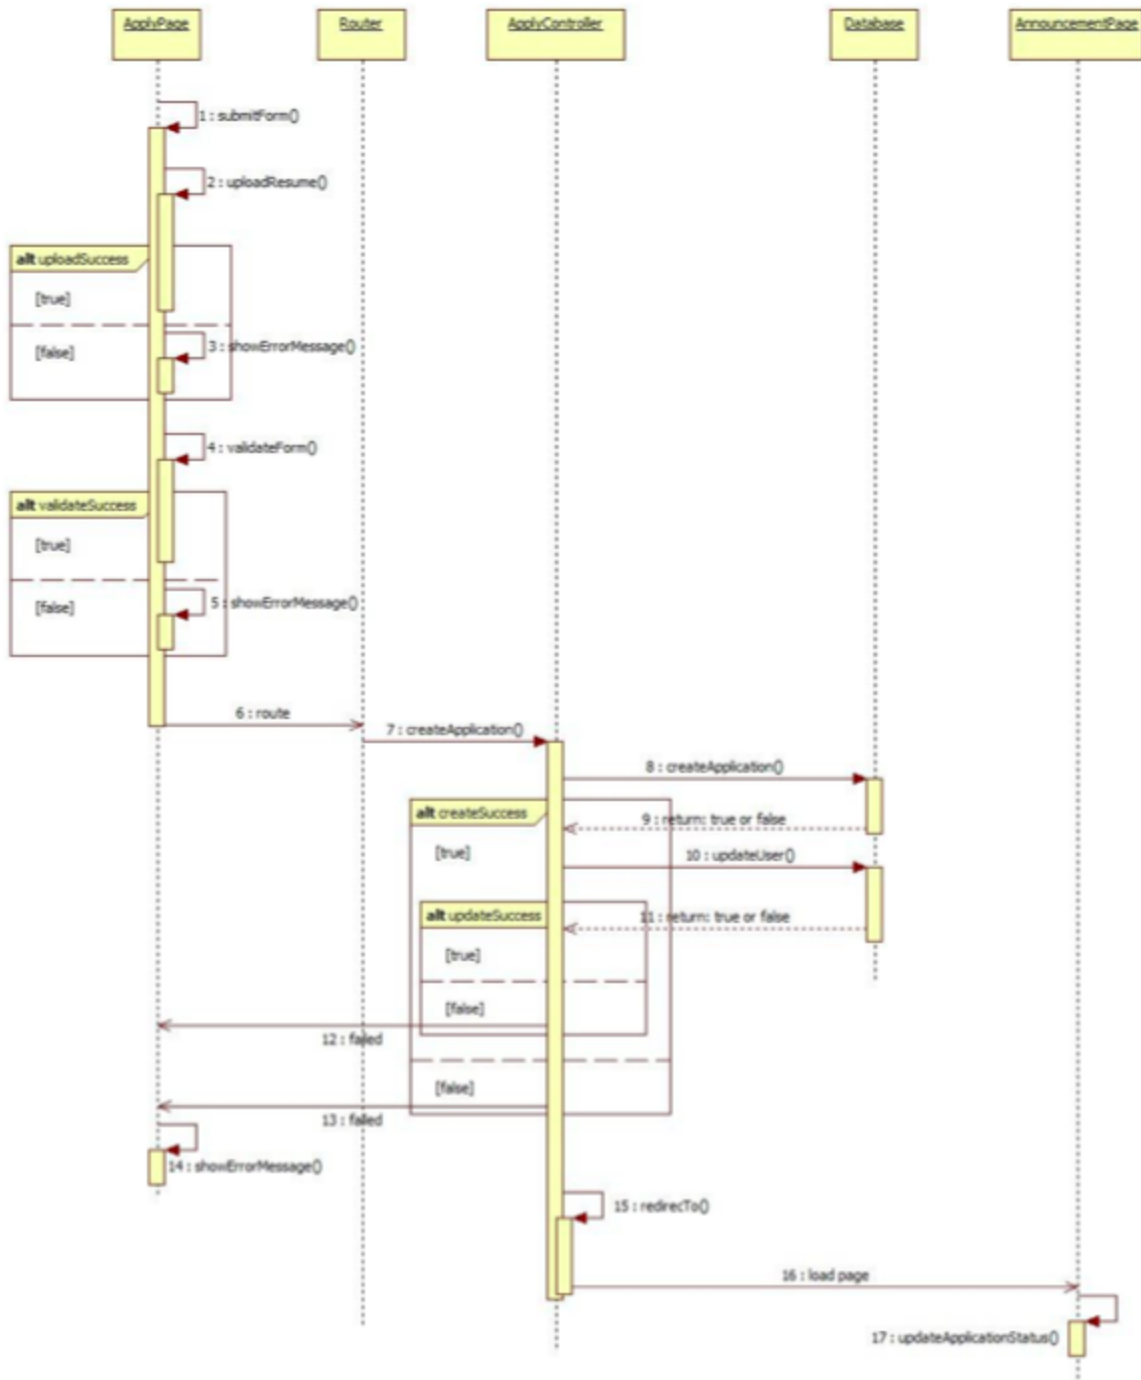 ApplyPage
Router
ApplyController
Database
AnnouncementPage
1 : submitForm()
2 : uploadResume()
alt uploadSuccess
[true]
3 : showErrorMessage()
[false]
4 : validateForm()
alt validateSuccess
[true]
5 : showErrorMessage()
[false]
6 : route
7 : createApplication()
8 : createApplication()
alt createSuccess
9 : return: true or false
[true]
10 : updateUser()
alt updateSuccess
11 : return: true or false
[true]
[false]
12 : failed
[false]
13 : failed
14 : showErrorMessage()
15 : redirecTo()
16 : load page
17 : updateApplicationStatus()